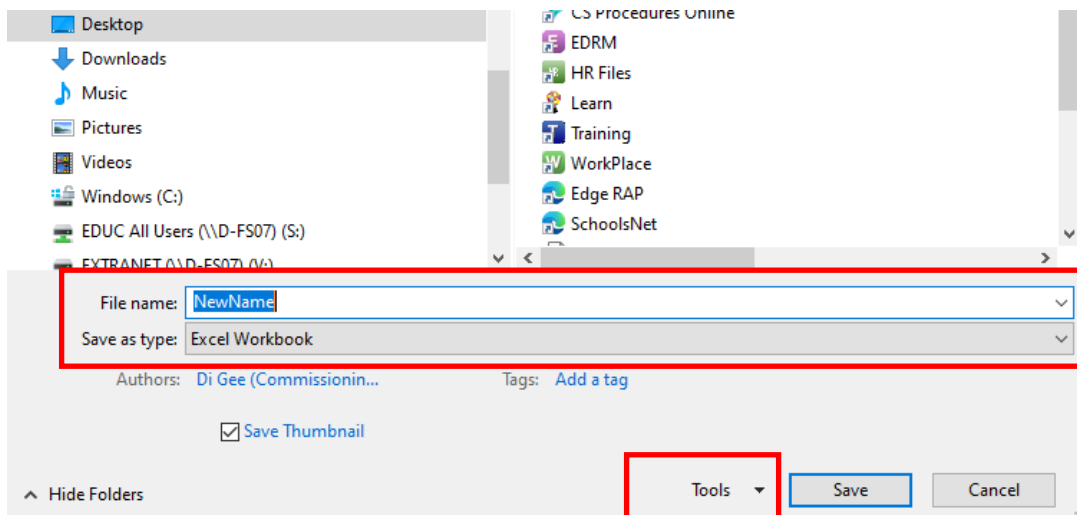 Desktop
Downloads
Music
Pictures
Videos
Windows (C:)
EDUC All Users (\\D-FS07) (S:)
EXTRANET (\\D-FS07) (V:)
CS Procedures Online
EDRM
HR Files
Learn
Training
WorkPlace
Edge RAP
SchoolsNet
File name: NewName
Save as type: Excel Workbook
Authors: Di Gee (Commissionin... Tags: Add a tag
Save Thumbnail
Hide Folders Tools Save Cancel